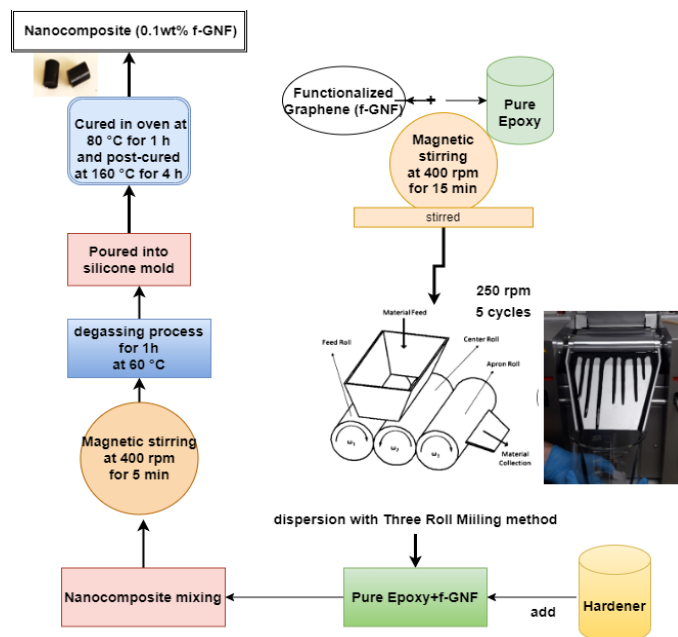 Nanocomposite (0.1wt% f-GNF)
Cured in oven at
80 °C for 1 h
and post-cured
at 160 °C for 4 h
Poured into
silicone mold
degassing process
for 1h
at 60 °C
Magnetic stirring
at 400 rpm
for 5 min
Nanocomposite mixing
Functionalized
Graphene (f-GNF)
+
Pure
Epoxy
Magnetic
stirring
at 400 rpm
for 15 min
stirred
250 rpm
5 cycles
Material Feed
Feed Roll
Center Roll
Apron Roll
ω₁
ω₂
ω₃
Material
Collection
(
dispersion with Three Roll Miiling method
Pure Epoxy+f-GNF
add
Hardener